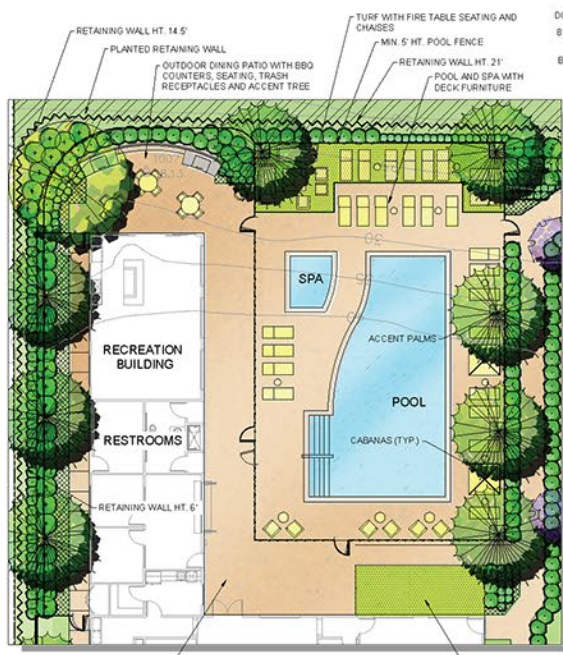 RETAINING WALL HT. 14.5'
PLANTED RETAINING WALL
OUTDOOR DINING PATIO WITH BBQ
COUNTERS, SEATING, TRASH
RECEPTACLES AND ACCENT TREE
TURF WITH FIRE TABLE SEATING AND
CHAISES
MIN. 5' HT. POOL FENCE
RETAINING WALL HT. 21'
POOL AND SPA WITH
DECK FURNITURE
SPA
RECREATION
BUILDING
ACCENT PALMS
POOL
RESTROOMS
CABANAS (TYP.)
RETAINING WALL HT. 6'